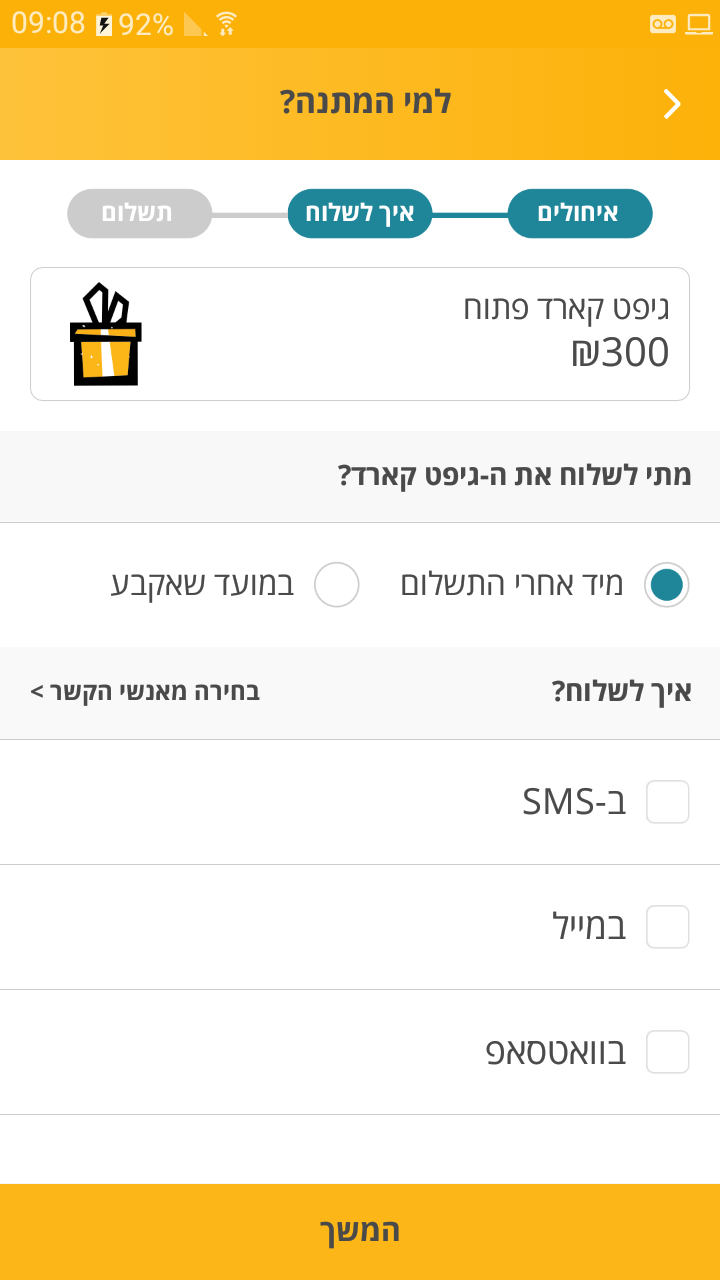 09:08 92%
למי המתנה?
איחולים איך לשלוח תשלום
גיפט קארד פתוח
₪300
מתי לשלוח את ה-גיפט קארד?
מיד אחרי התשלום במועד שאקבע
איך לשלוח? בחירה מאנשי הקשר >
ב-SMS
במייל
בוואטסאפ
המשך